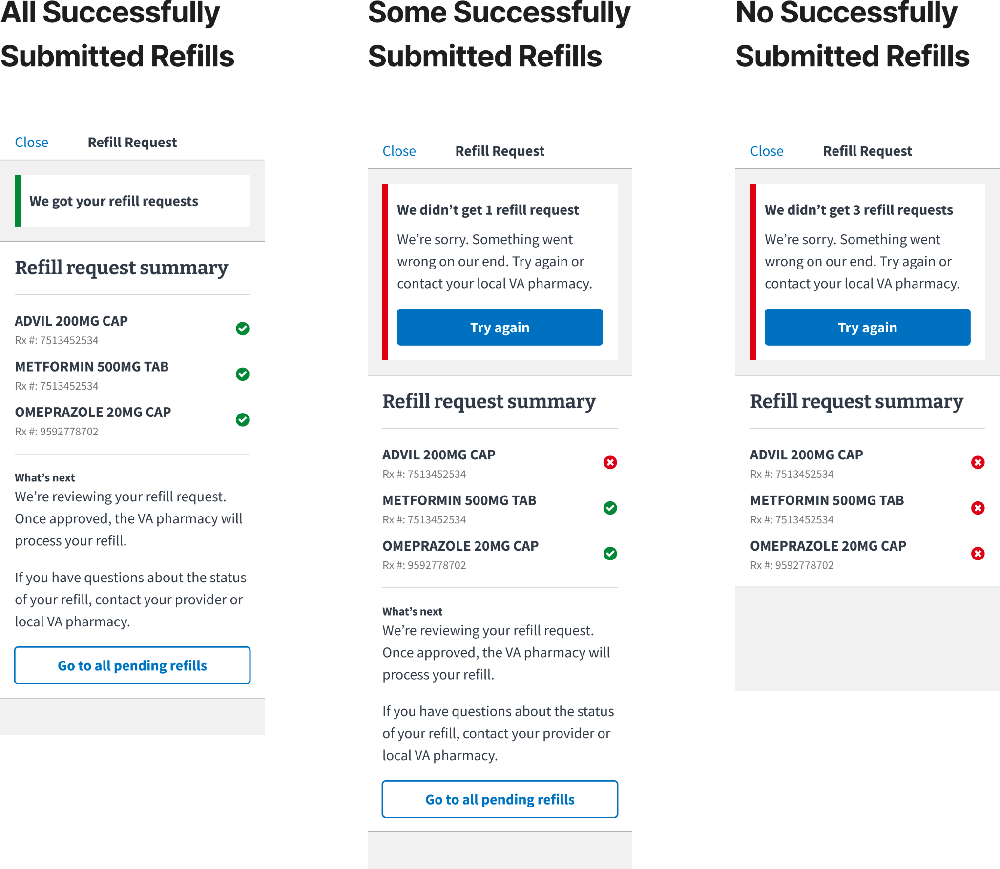 All Successfully
Submitted Refills
Close
Refill Request
We got your refill requests
Refill request summary
ADVIL 200MG CAP
Rx #: 7513452534
METFORMIN 500MG TAB
Rx #: 7513452534
OMEPRAZOLE 20MG CAP
Rx #: 9592778702
What’s next
We’re reviewing your refill request.
Once approved, the VA pharmacy will
process your refill.
If you have questions about the status
of your refill, contact your provider or
local VA pharmacy.
Go to all pending refills
Some Successfully
Submitted Refills
Close
Refill Request
We didn’t get 1 refill request
We’re sorry. Something went
wrong on our end. Try again or
contact your local VA pharmacy.
Try again
Refill request summary
ADVIL 200MG CAP
Rx #: 7513452534
METFORMIN 500MG TAB
Rx #: 7513452534
OMEPRAZOLE 20MG CAP
Rx #: 9592778702
What’s next
We’re reviewing your refill request.
Once approved, the VA pharmacy will
process your refill.
If you have questions about the status
of your refill, contact your provider or
local VA pharmacy.
Go to all pending refills
No Successfully
Submitted Refills
Close
Refill Request
We didn’t get 3 refill requests
We’re sorry. Something went
wrong on our end. Try again or
contact your local VA pharmacy.
Try again
Refill request summary
ADVIL 200MG CAP
Rx #: 7513452534
METFORMIN 500MG TAB
Rx #: 7513452534
OMEPRAZOLE 20MG CAP
Rx #: 9592778702